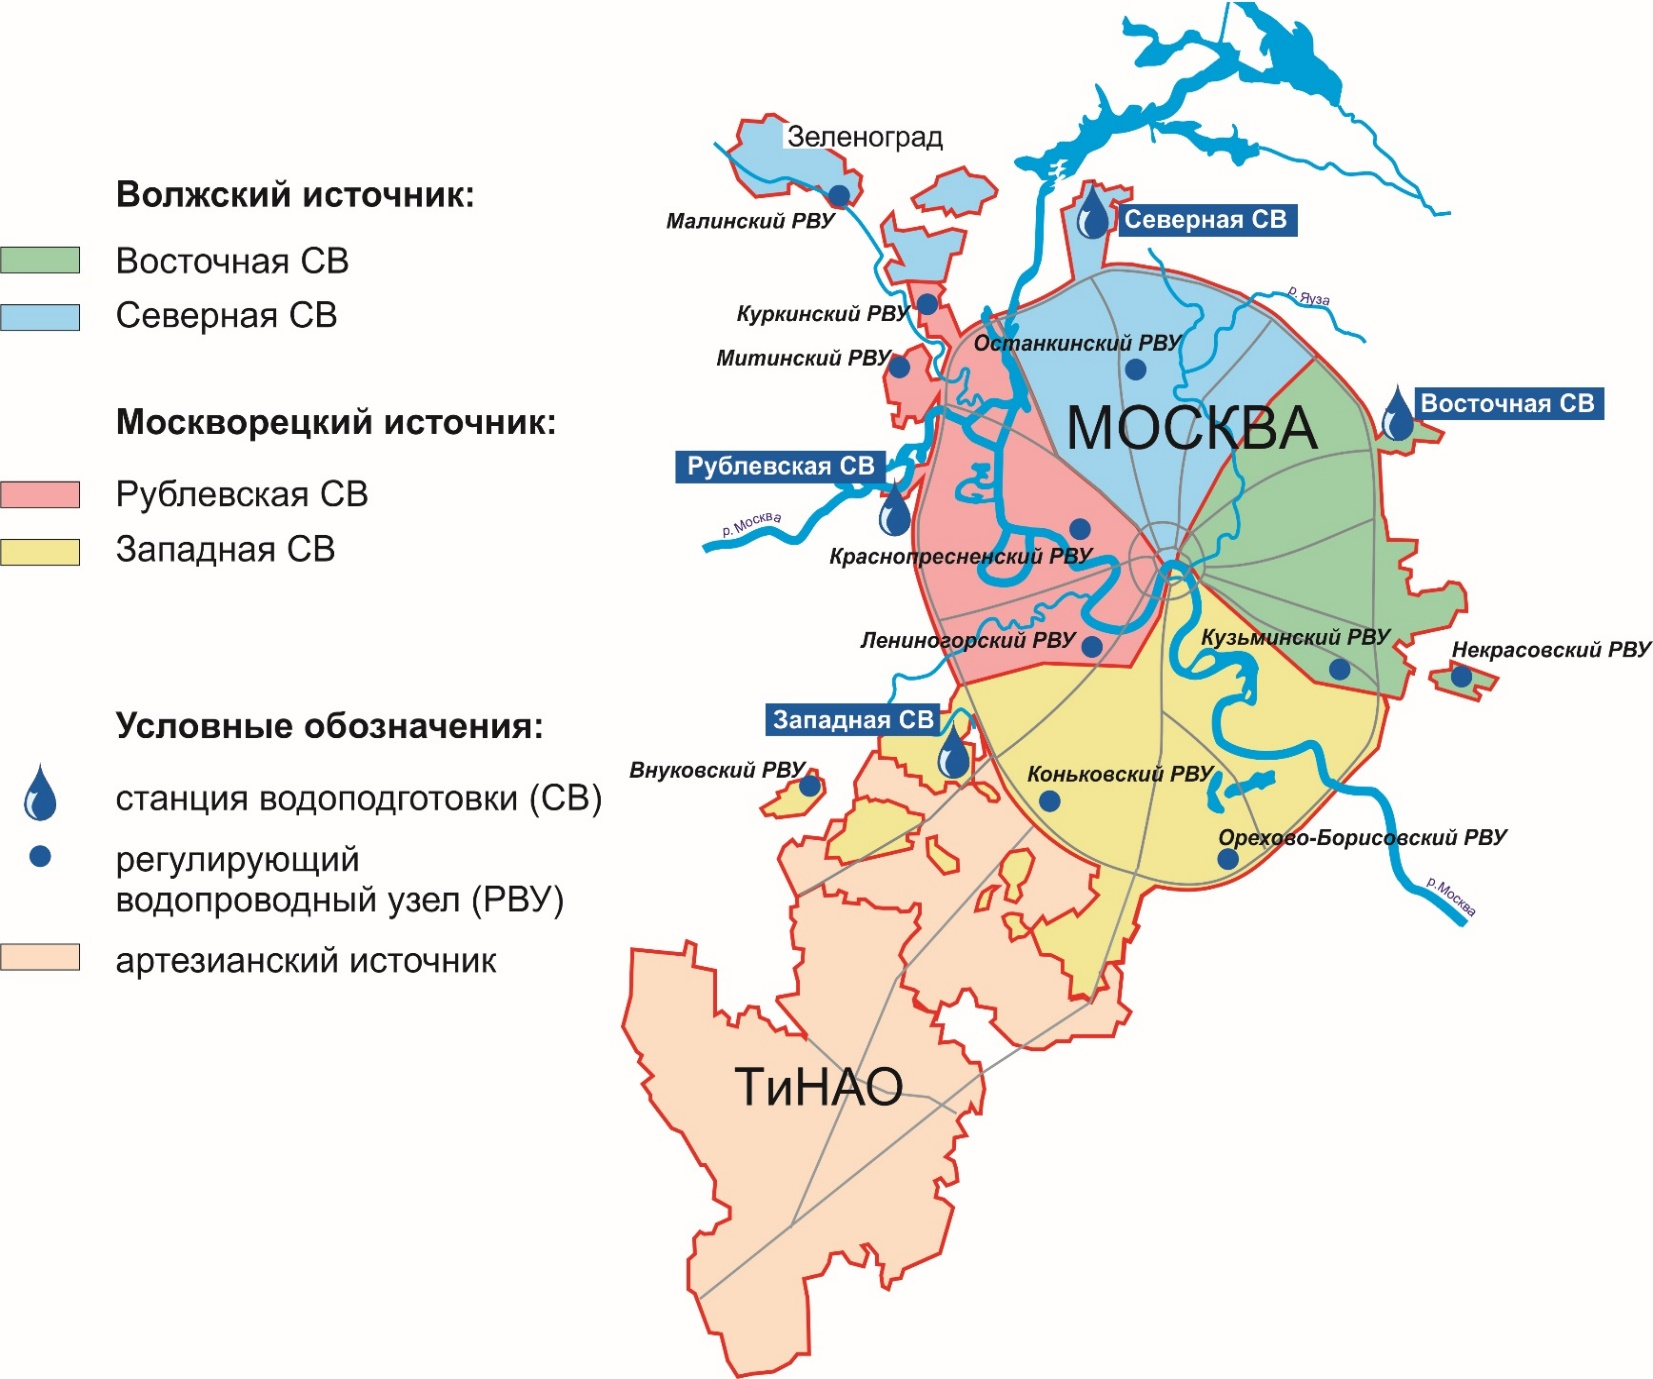 Волжский источник:
Восточная СВ
Северная СВ
Москворецкий источник:
Рублевская СВ
Западная СВ
Условные обозначения:
станция водоподготовки (СВ)
регулирующий
водопроводный узел (РВУ)
артезианский источник
Зеленоград
Малинский РВУ
Северная СВ
р. Яуза
Куркинский РВУ
Останкинский РВУ
Митинский РВУ
МОСКВА
Восточная СВ
Рублевская СВ
р. Москва
Краснопресненский РВУ
Лениногорский РВУ
Кузьминский РВУ
Некрасовский РВУ
Западная СВ
Внуковский РВУ
Коньковский РВУ
Орехово-Борисовский РВУ
р.Москва
ТиНАО